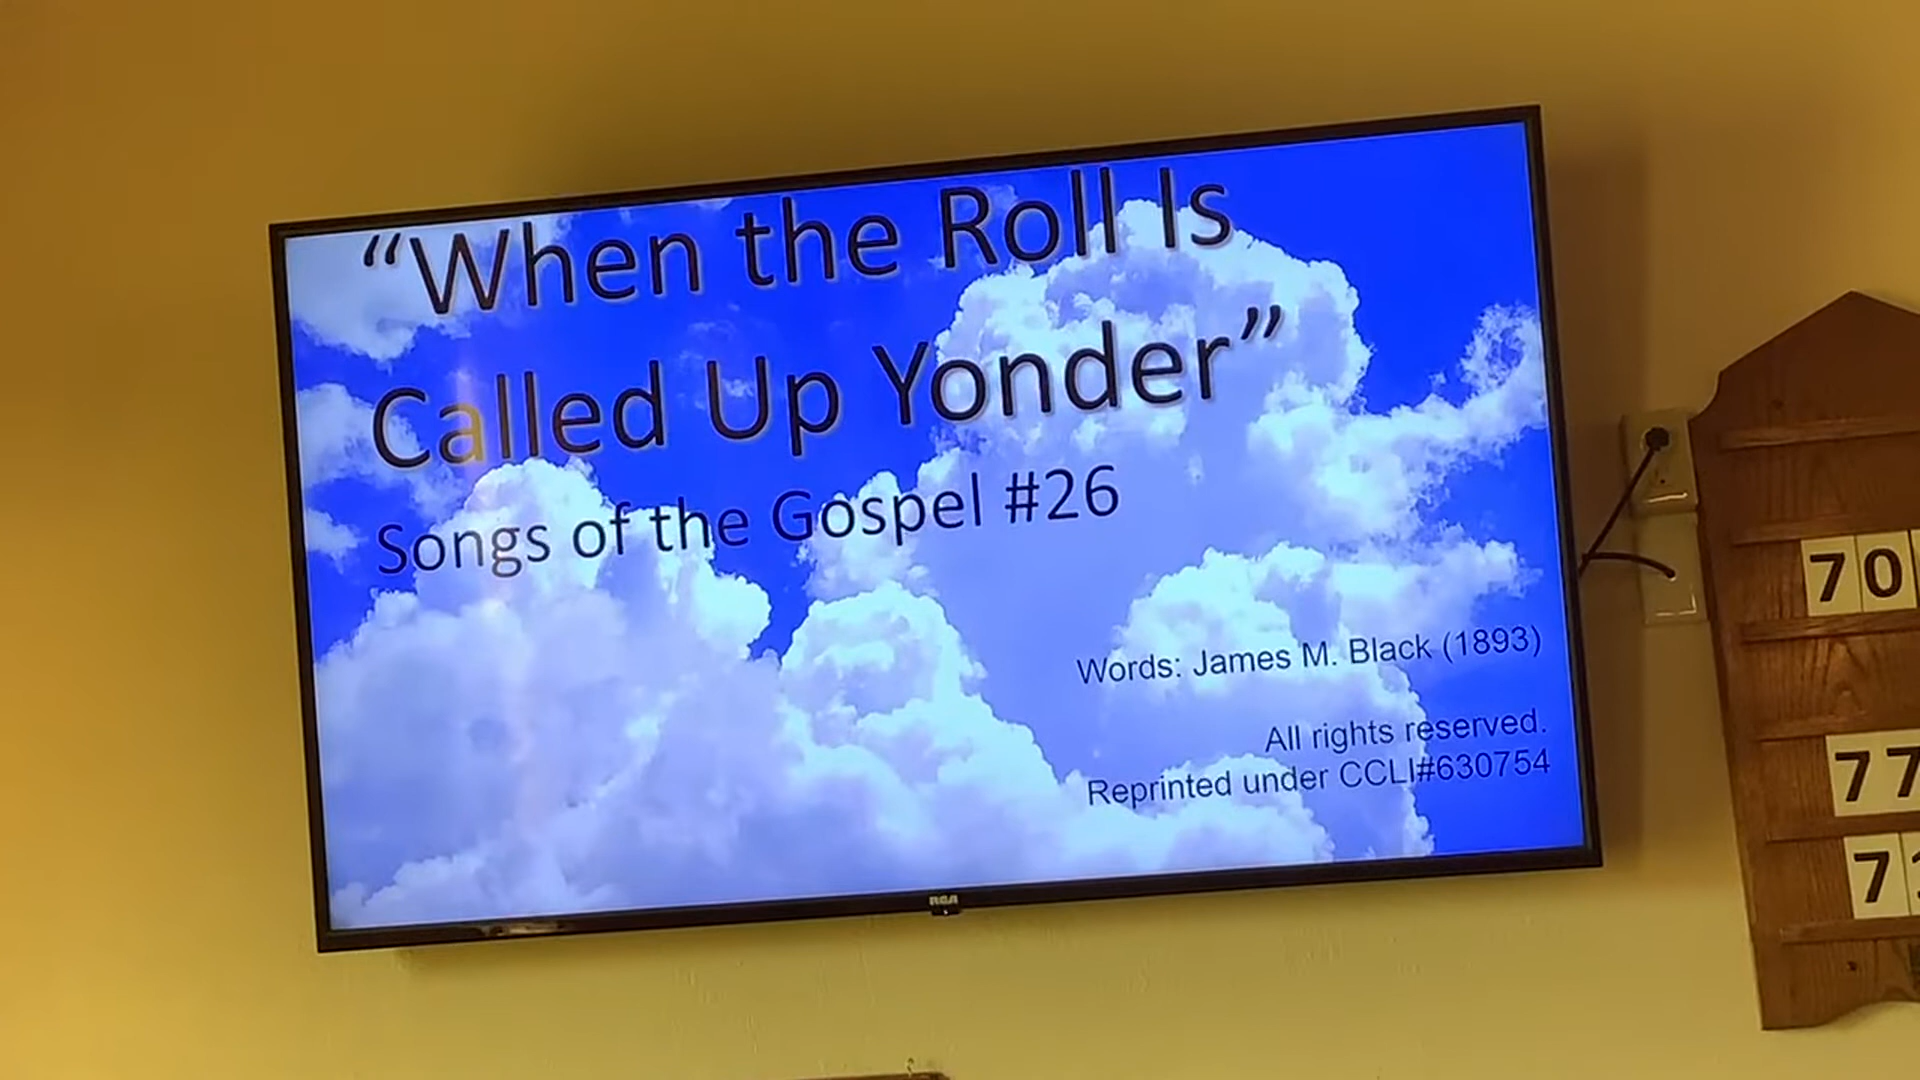 “When the Roll Is
Called Up Yonder”
Songs of the Gospel #26
Words: James M. Black (1893)
All rights reserved.
Reprinted under CCLI#630754
RCA
70
77
7